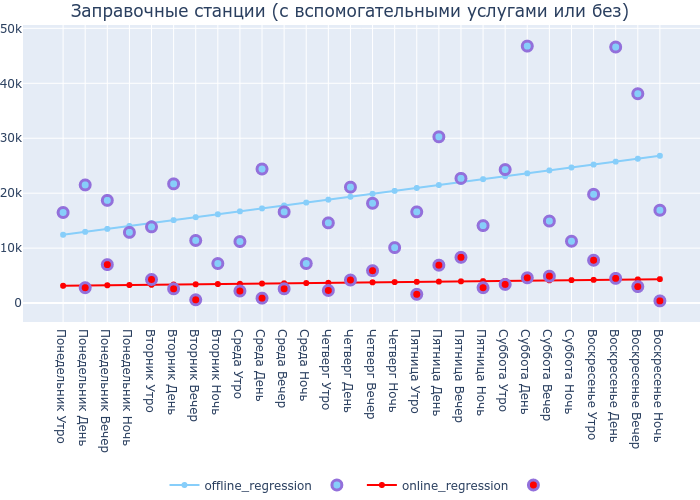 Заправочные станции (с вспомогательными услугами или без)
50k
40k
30k
20k
10k
0
Понедельник Утро
Понедельник День
Понедельник Вечер
Понедельник Ночь
Вторник Утро
Вторник День
Вторник Вечер
Вторник Ночь
Среда Утро
Среда День
Среда Вечер
Среда Ночь
Четверг Утро
Четверг День
Четверг Вечер
Четверг Ночь
Пятница Утро
Пятница День
Пятница Вечер
Пятница Ночь
Суббота Утро
Суббота День
Суббота Вечер
Суббота Ночь
Воскресенье Утро
Воскресенье День
Воскресенье Вечер
Воскресенье Ночь
offline_regression
online_regression